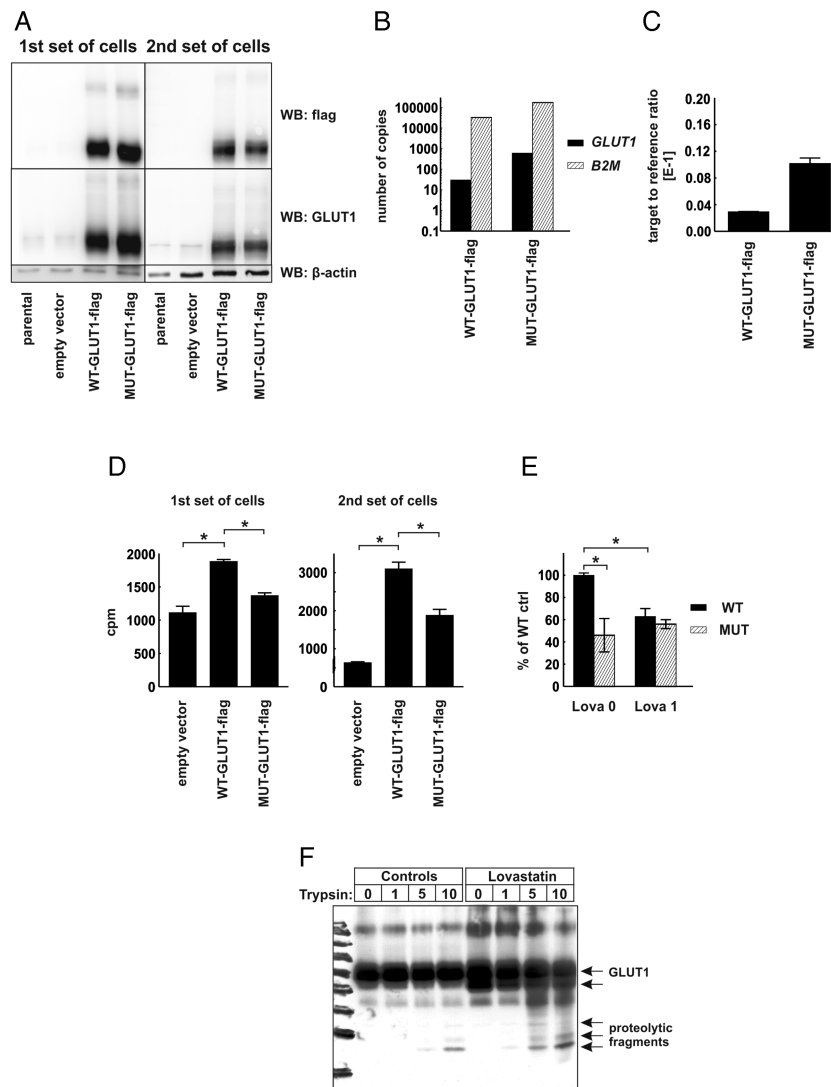 A
1st set of cells 2nd set of cells
WB: flag
WB: GLUT1
WB: β-actin
parental
empty vector
WT-GLUT1-flag
MUT-GLUT1-flag
parental
empty vector
WT-GLUT1-flag
MUT-GLUT1-flag
B
number of copies
100000
10000
1000
100
10
1
0.1
GLUT1
B2M
WT-GLUT1-flag
MUT-GLUT1-flag
C
target to reference ratio
[E-1]
0.20
0.16
0.12
0.08
0.04
0.00
WT-GLUT1-flag
MUT-GLUT1-flag
D
1st set of cells
cpm
2000
1500
1000
500
0
* *
empty vector
WT-GLUT1-flag
MUT-GLUT1-flag
2nd set of cells
3000
2000
1000
0
* *
empty vector
WT-GLUT1-flag
MUT-GLUT1-flag
E
% of WT ctrl
100
80
60
40
20
0
*
*
WT
MUT
Lova 0 Lova 1
F
Controls Lovastatin
Trypsin: 0 1 5 10 0 1 5 10
GLUT1
proteolytic
fragments